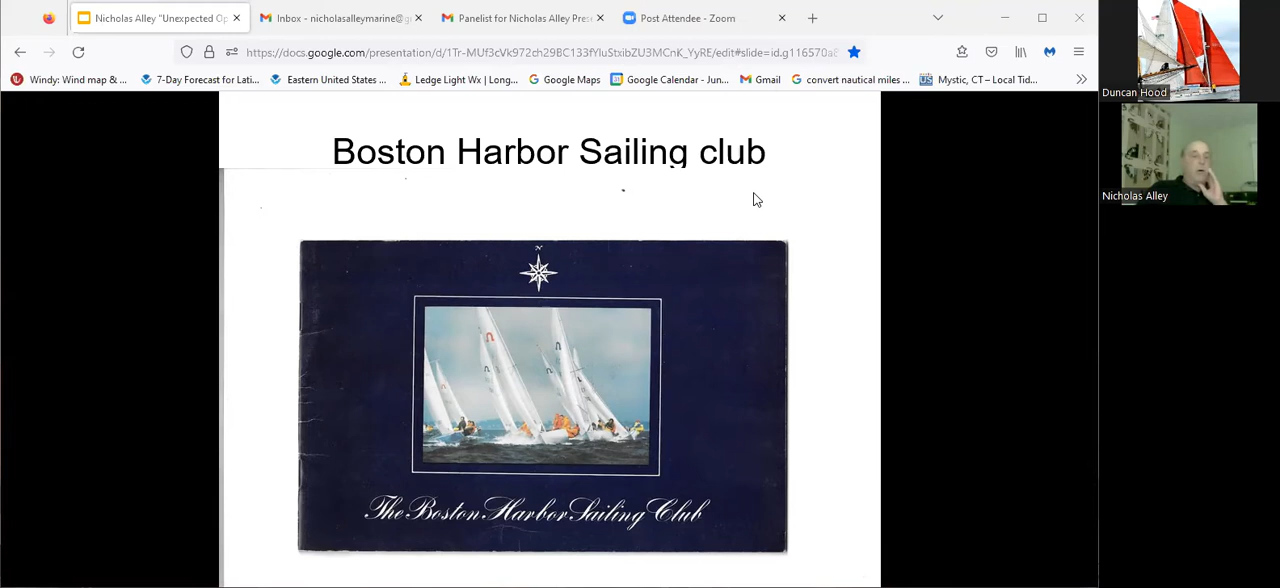 Nicholas Alley "Unexpected Op
Inbox - nicholasalleymarine@g
Panelist for Nicholas Alley Pres
Post Attendee - Zoom
https://docs.google.com/presentation/d/1Tr-MUf3cVk972ch29BC133fYluStxibZU3MCnK_YyRE/edit#slide=id.g116570a8
Windy: Wind map & ...
7-Day Forecast for Lati...
Eastern United States ...
Ledge Light Wx | Long...
Google Maps
Google Calendar - Jun...
Gmail
convert nautical miles ...
Mystic, CT – Local Tid...
Duncan Hood
Nicholas Alley
Boston Harbor Sailing club
N
The Boston Harbor Sailing Club